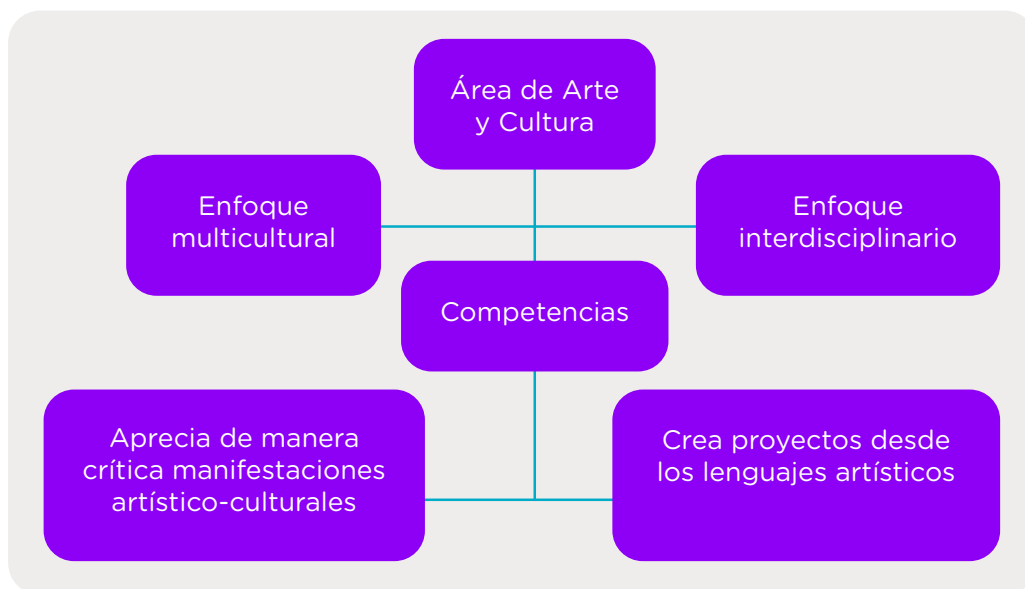 Área de Arte
y Cultura
Enfoque
multicultural
Enfoque
interdisciplinario
Competencias
Aprecia de manera
crítica manifestaciones
artístico-culturales
Crea proyectos desde
los lenguajes artísticos